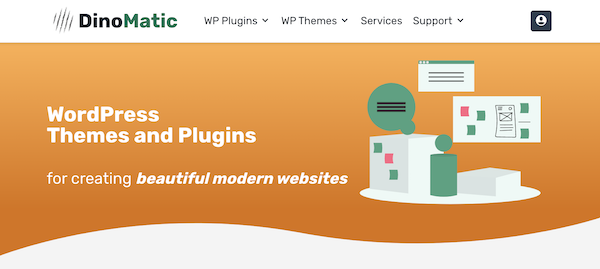 DinoMatic
WP Plugins WP Themes Services Support
WordPress
Themes and Plugins
for creating beautiful modern websites